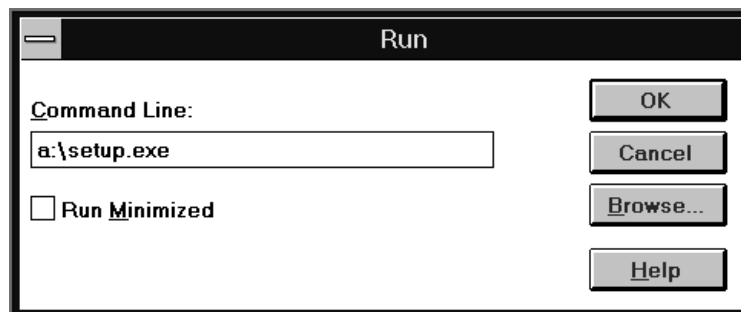 Run
Command Line:
a:\setup.exe
Run Minimized
OK
Cancel
Browse...
Help